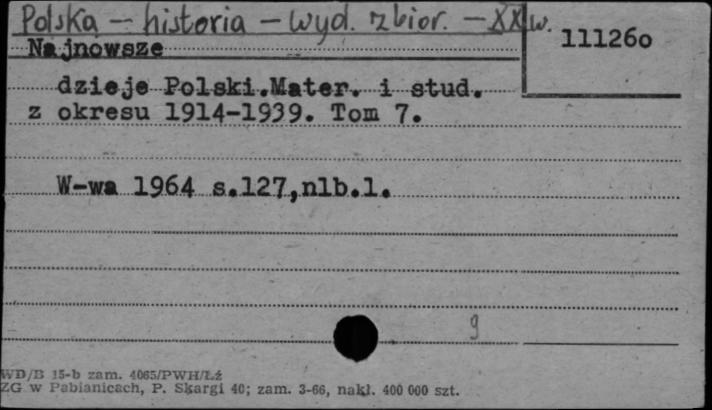 Polska – historia – wyd. zbior. – XX w.
11126o
Najnowsze
dzieje Polski.Mater. i stud.
z okresu 1914-1939. Tom 7.
W-wa 1964 s.127,nlb.1.
9
WD/B 15-b zam. 4065/PWH/Łź
ZG w Pabianicach, P. Skargi 40; zam. 3-66, nakł. 400 000 szt.